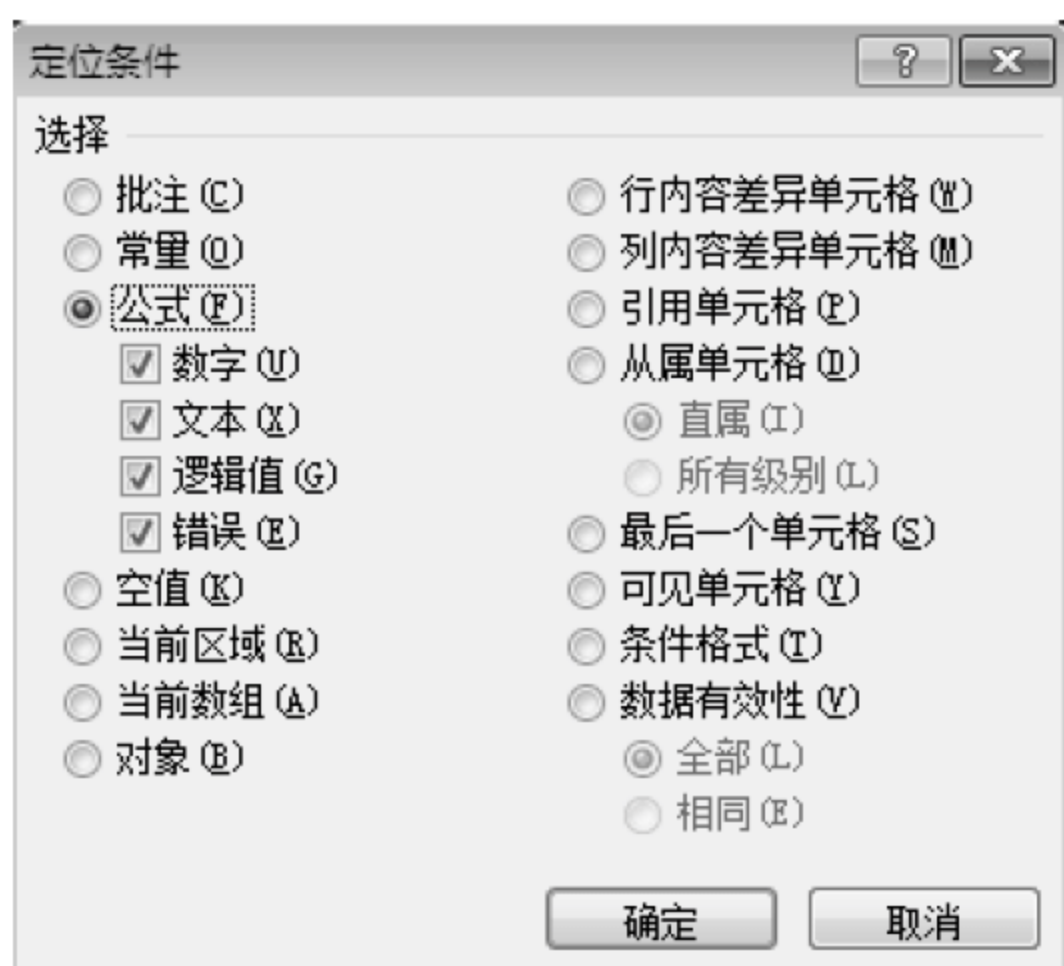 定位条件
选择
批注(C)
常量(O)
公式(F)
数字(U)
文本(X)
逻辑值(G)
错误(E)
空值(K)
当前区域(R)
当前数组(A)
对象(B)
行内容差异单元格(W)
列内容差异单元格(M)
引用单元格(P)
从属单元格(D)
直属(I)
所有级别(L)
最后一个单元格(S)
可见单元格(Y)
条件格式(T)
数据有效性(V)
全部(L)
相同(E)
确定 取消